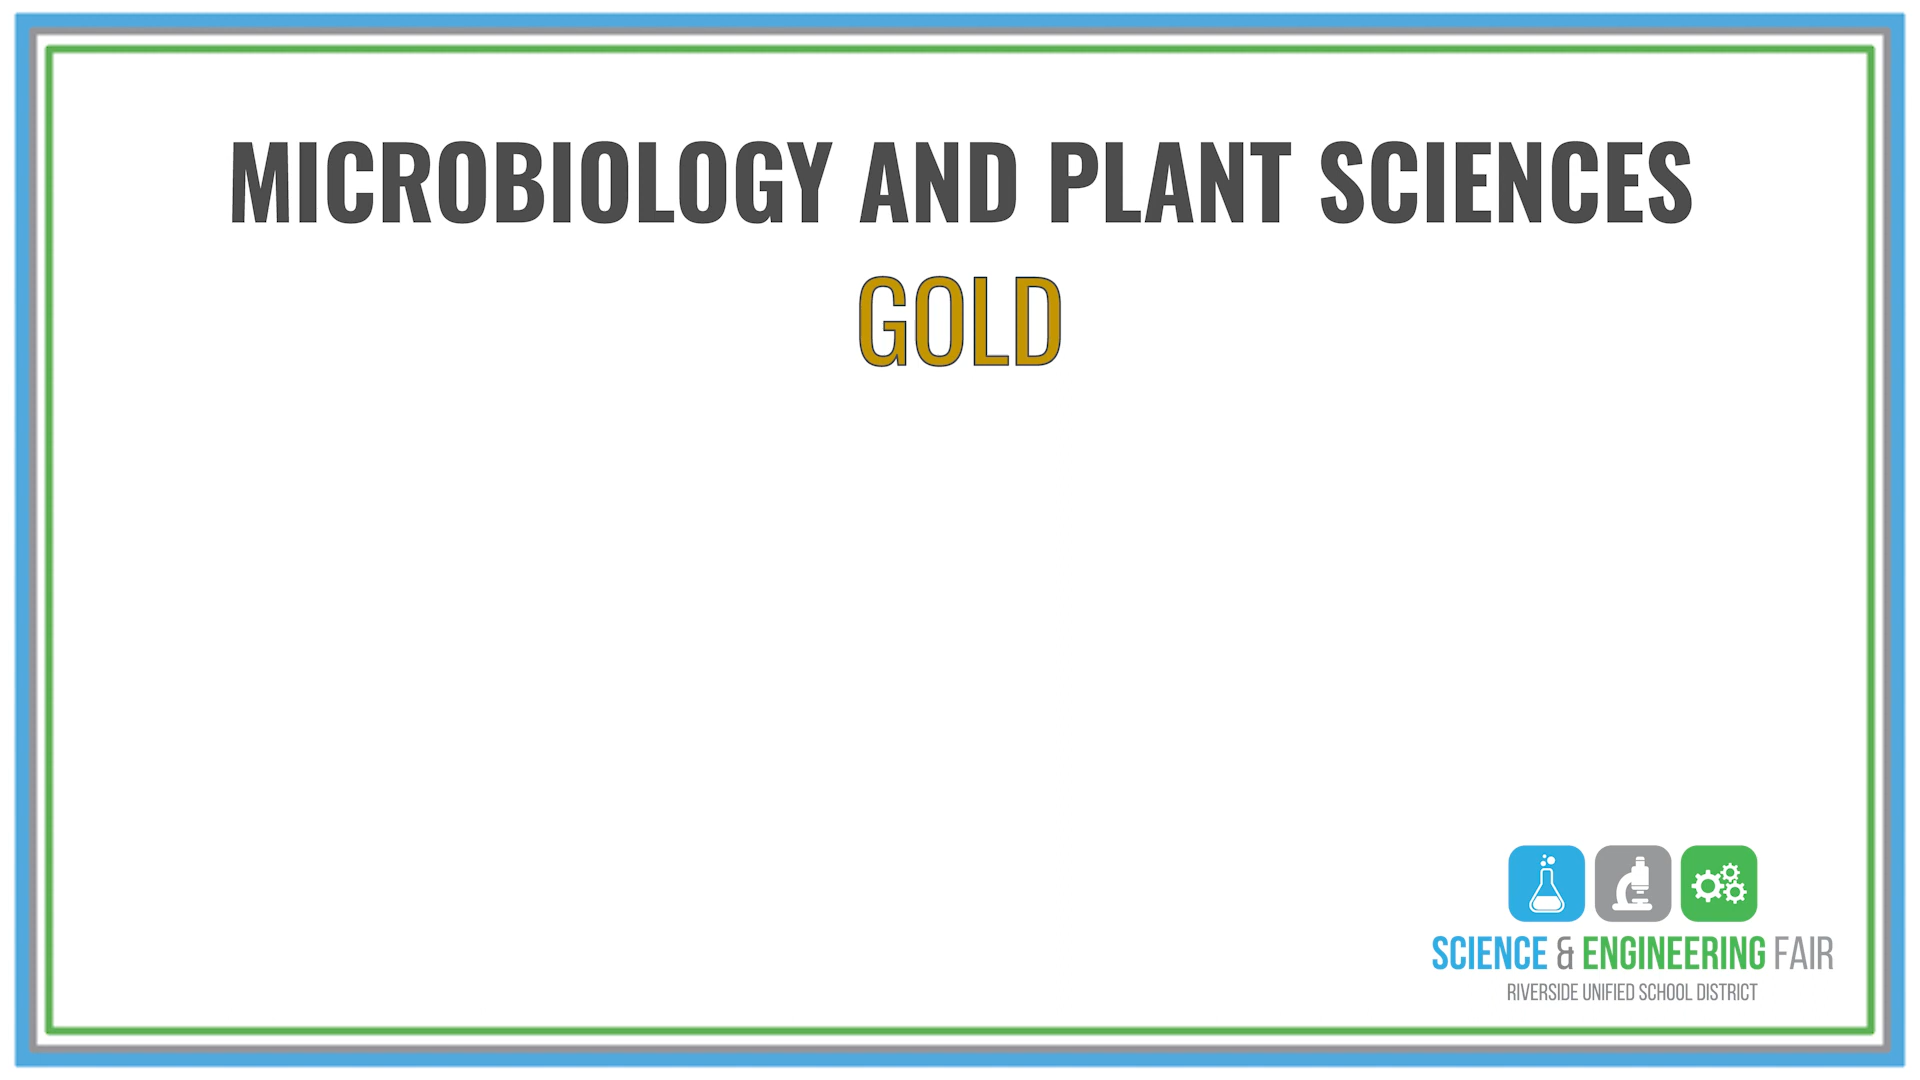 MICROBIOLOGY AND PLANT SCIENCES
GOLD
SCIENCE & ENGINEERING FAIR
RIVERSIDE UNIFIED SCHOOL DISTRICT